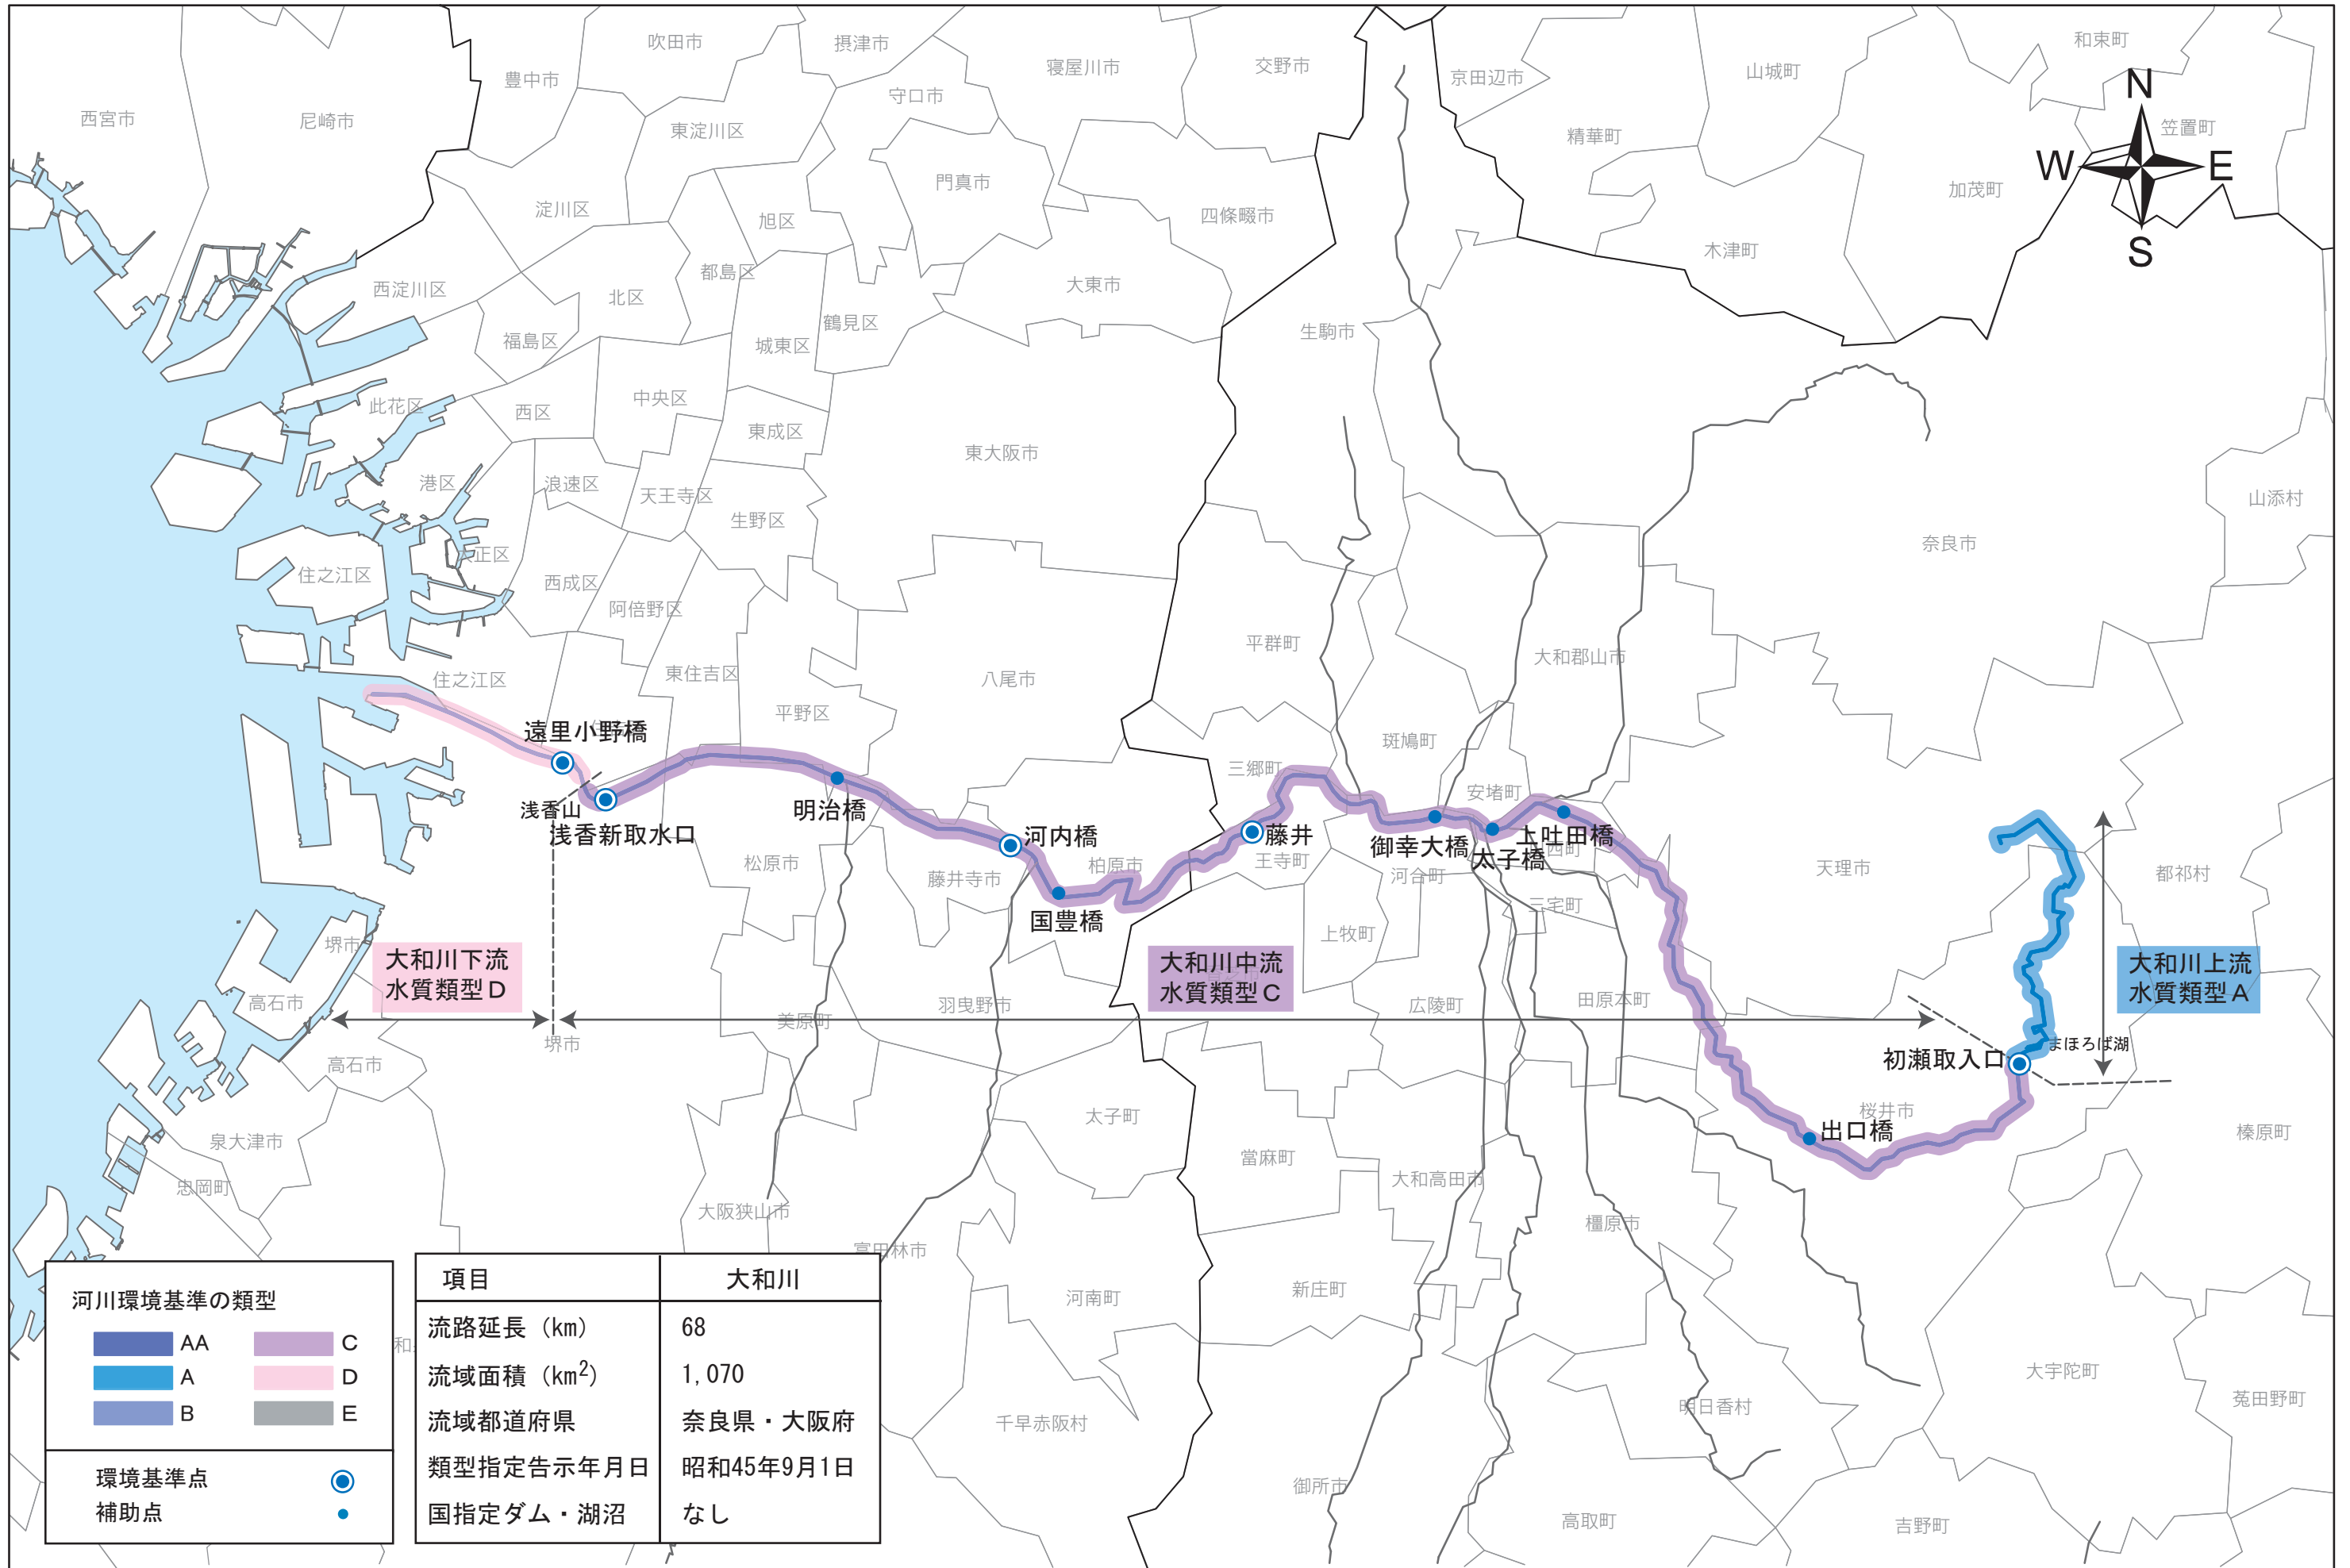 吹田市
摂津市
豊中市
寝屋川市
交野市
京田辺市
山城町
和束町
西宮市
尼崎市
守口市
東淀川区
精華町
笠置町
N
W
E
S
門真市
加茂町
淀川区
旭区
四條畷市
木津町
西淀川区
北区
都島区
大東市
福島区
城東区
鶴見区
生駒市
此花区
西区
中央区
東成区
東大阪市
港区
浪速区
天王寺区
生野区
山添村
奈良市
大正区
住之江区
西成区
阿倍野区
平群町
大和郡山市
住之江区
東住吉区
八尾市
平野区
遠里小野橋
斑鳩町
三郷町
安堵町
浅香山
浅香新取水口
明治橋
河内橋
藤井
御幸大橋
太子橋
上吐田橋
松原市
藤井寺市
柏原市
王寺町
河合町
天理市
都祁村
国豊橋
三宅町
上牧町
堺市
大和川下流
水質類型D
大和川中流
水質類型C
大和川上流
水質類型A
高石市
羽曳野市
広陵町
田原本町
美原町
堺市
まほろば湖
初瀬取入口
高石市
桜井市
出口橋
太子町
泉大津市
當麻町
大和高田市
榛原町
忠岡町
大阪狭山市
富田林市
橿原市
河南町
新庄町
大宇陀町
菟田野町
千早赤阪村
明日香村
御所市
高取町
吉野町
河川環境基準の類型
AA
C
A
D
B
E
環境基準点
補助点
項目 大和川
流路延長（km） 68
流域面積（km2） 1,070
流域都道府県 奈良県・大阪府
類型指定告示年月日 昭和45年9月1日
国指定ダム・湖沼 なし